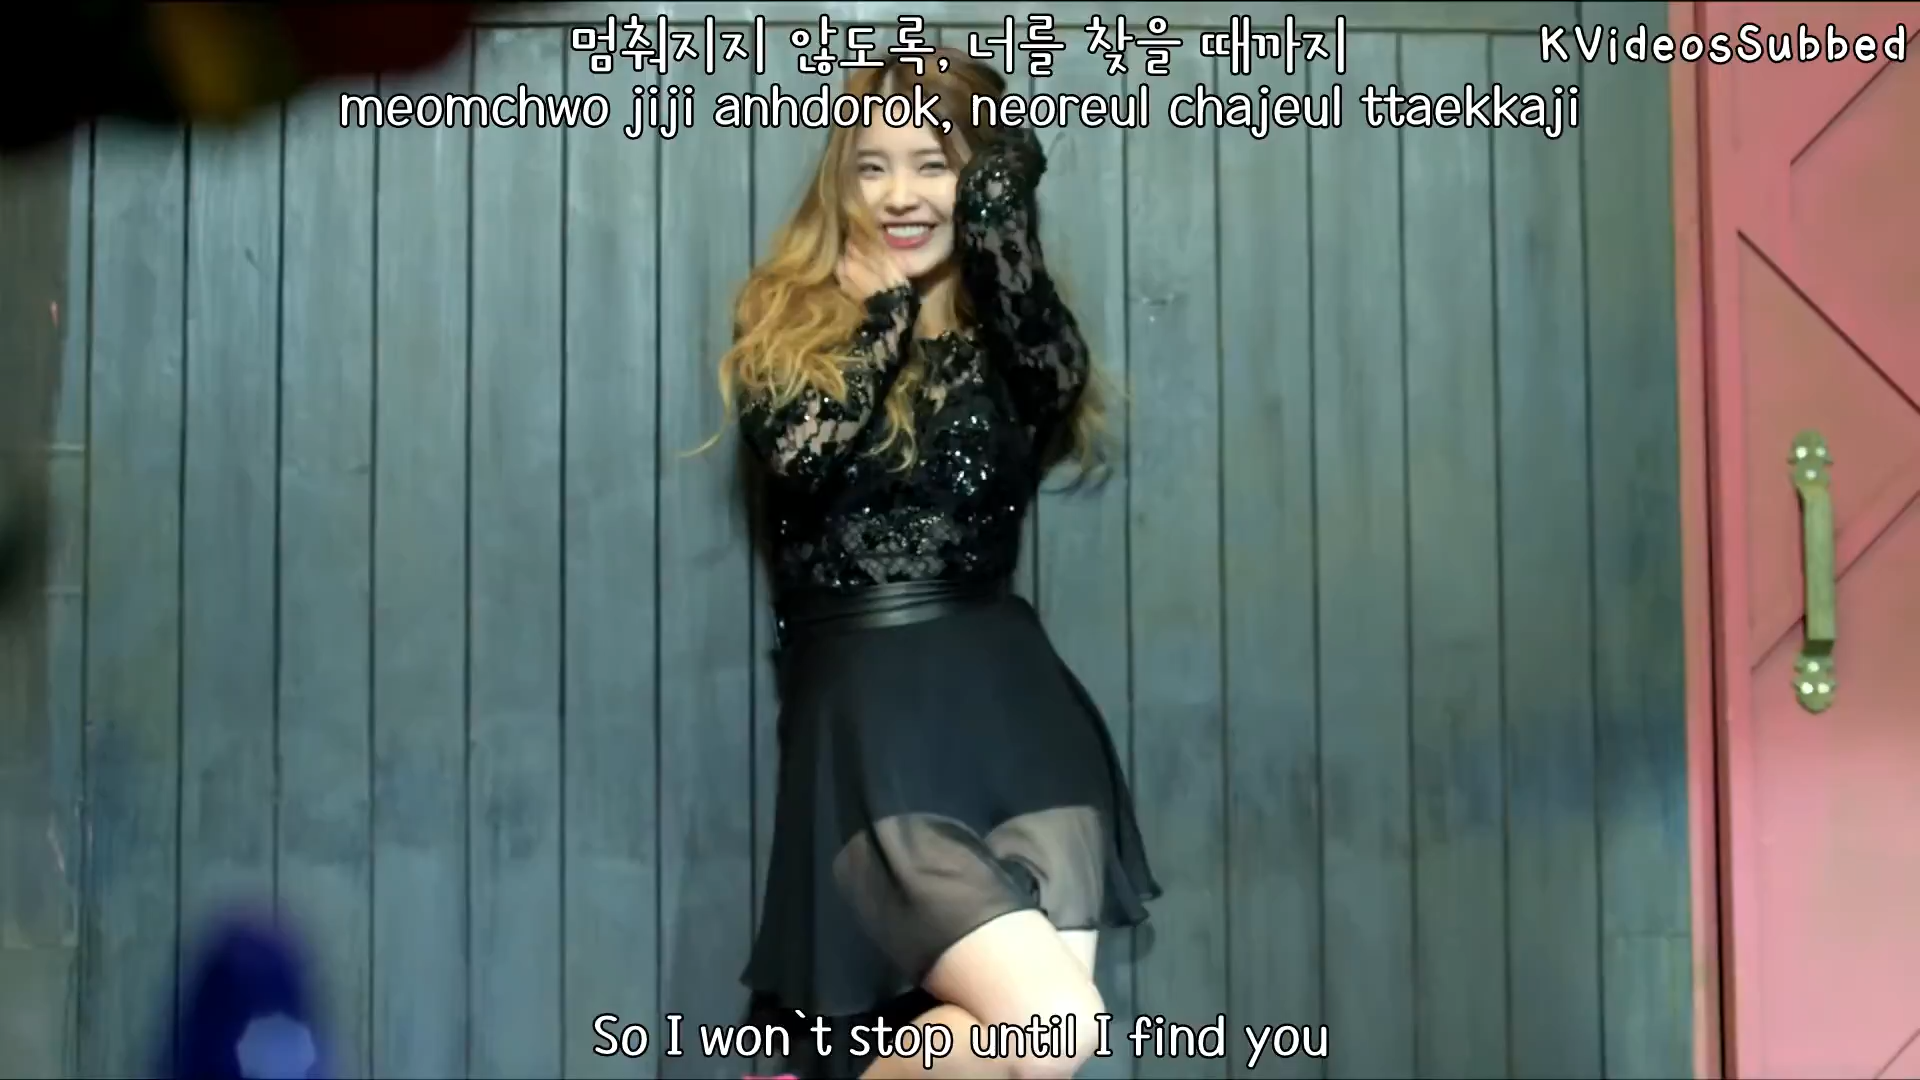 멈춰지지 않도록, 너를 찾을 때까지
KVideosSubbed
meomchwo jiji anhdorok, neoreul chajeul ttaekkaji
So I won`t stop until I find you